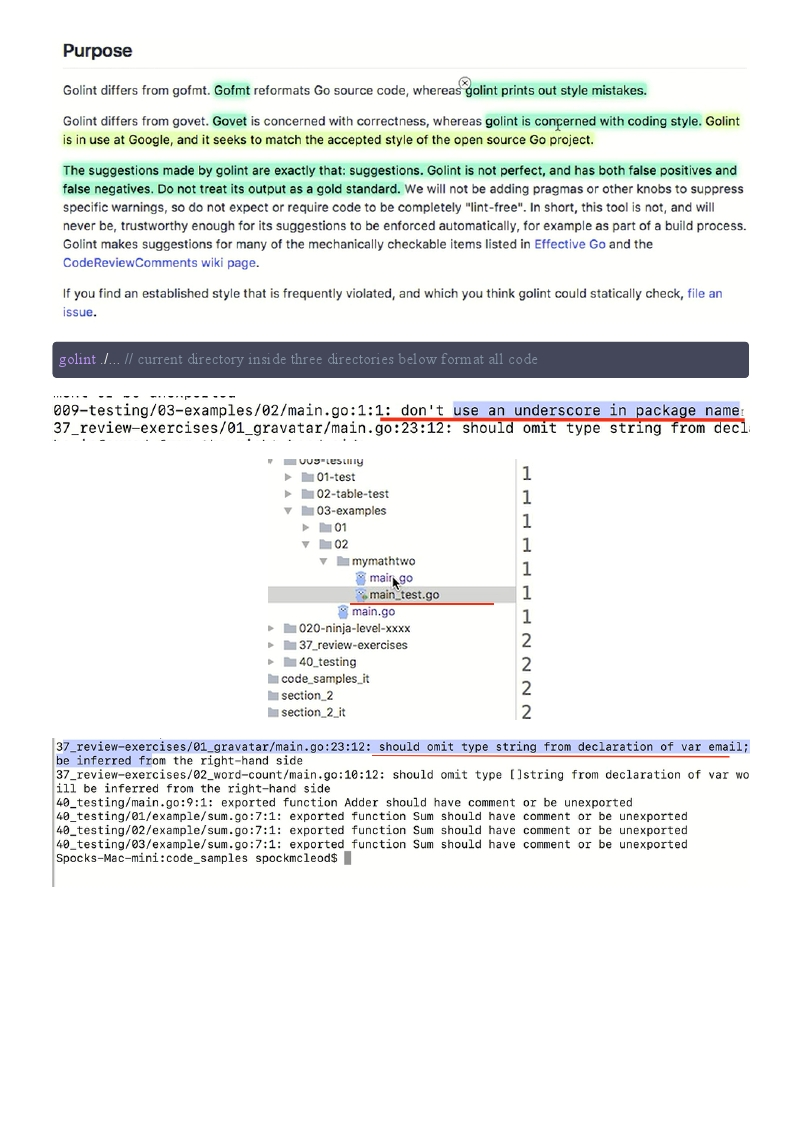 Purpose
Golint differs from gofmt. Gofmt reformats Go source code, whereas golint prints out style mistakes.
Golint differs from govet. Govet is concerned with correctness, whereas golint is concerned with coding style. Golint
is in use at Google, and it seeks to match the accepted style of the open source Go project.
The suggestions made by golint are exactly that: suggestions. Golint is not perfect, and has both false positives and
false negatives. Do not treat its output as a gold standard. We will not be adding pragmas or other knobs to suppress
specific warnings, so do not expect or require code to be completely "lint-free". In short, this tool is not, and will
never be, trustworthy enough for its suggestions to be enforced automatically, for example as part of a build process.
Golint makes suggestions for many of the mechanically checkable items listed in Effective Go and the
CodeReviewComments wiki page.
If you find an established style that is frequently violated, and which you think golint could statically check, file an
issue.
golint ./... // current directory inside three directories below format all code
009-testing/03-examples/02/main.go:1:1: don't use an underscore in package name
37_review-exercises/01_gravatar/main.go:23:12: should omit type string from decl
009-testing
01-test
02-table-test
03-examples
01
02
mymathtwo
main.go
main_test.go
main.go
020-ninja-level-xxxx
37_review-exercises
40_testing
code_samples_it
section_2
section_2_it
1
1
1
1
1
1
1
2
2
2
2
37_review-exercises/01_gravatar/main.go:23:12: should omit type string from declaration of var email;
be inferred from the right-hand side
37_review-exercises/02_word-count/main.go:10:12: should omit type []string from declaration of var wo
ill be inferred from the right-hand side
40_testing/main.go:9:1: exported function Adder should have comment or be unexported
40_testing/01/example/sum.go:7:1: exported function Sum should have comment or be unexported
40_testing/02/example/sum.go:7:1: exported function Sum should have comment or be unexported
40_testing/03/example/sum.go:7:1: exported function Sum should have comment or be unexported
Spocks-Mac-mini:code_samples spockmcleod$